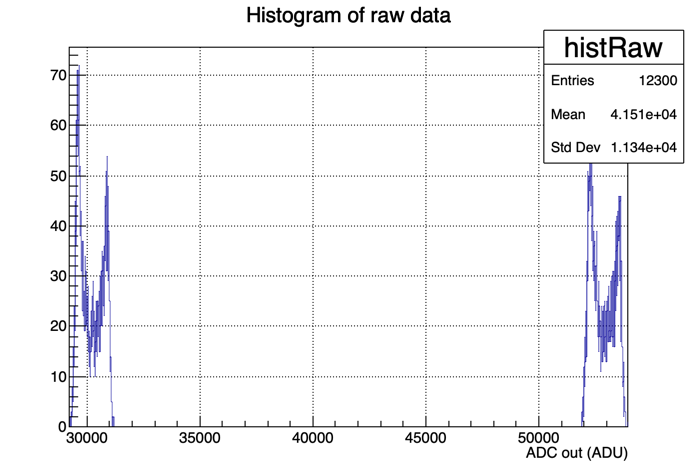 Histogram of raw data
histRaw
Entries 12300
Mean 4.151e+04
Std Dev 1.134e+04
70
60
50
40
30
20
10
0
30000 35000 40000 45000 50000
ADC out (ADU)